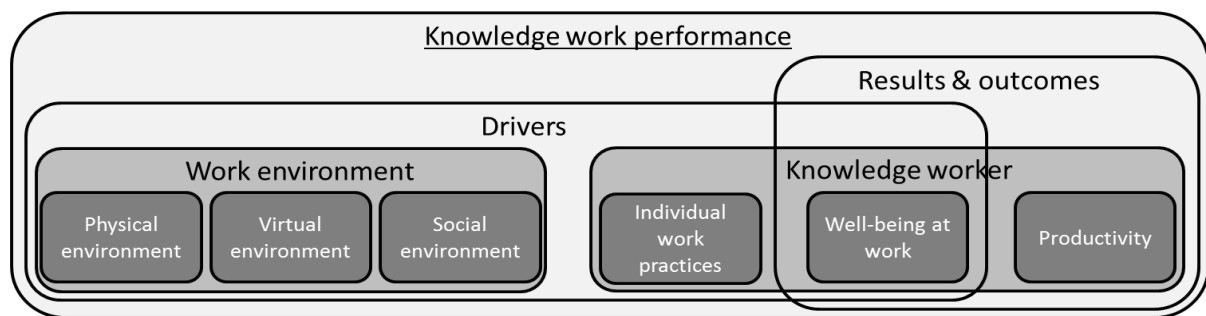 Knowledge work performance
Results & outcomes
Drivers
Work environment
Knowledge worker
Physical
environment
Virtual
environment
Social
environment
Individual
work
practices
Well-being at
work
Productivity